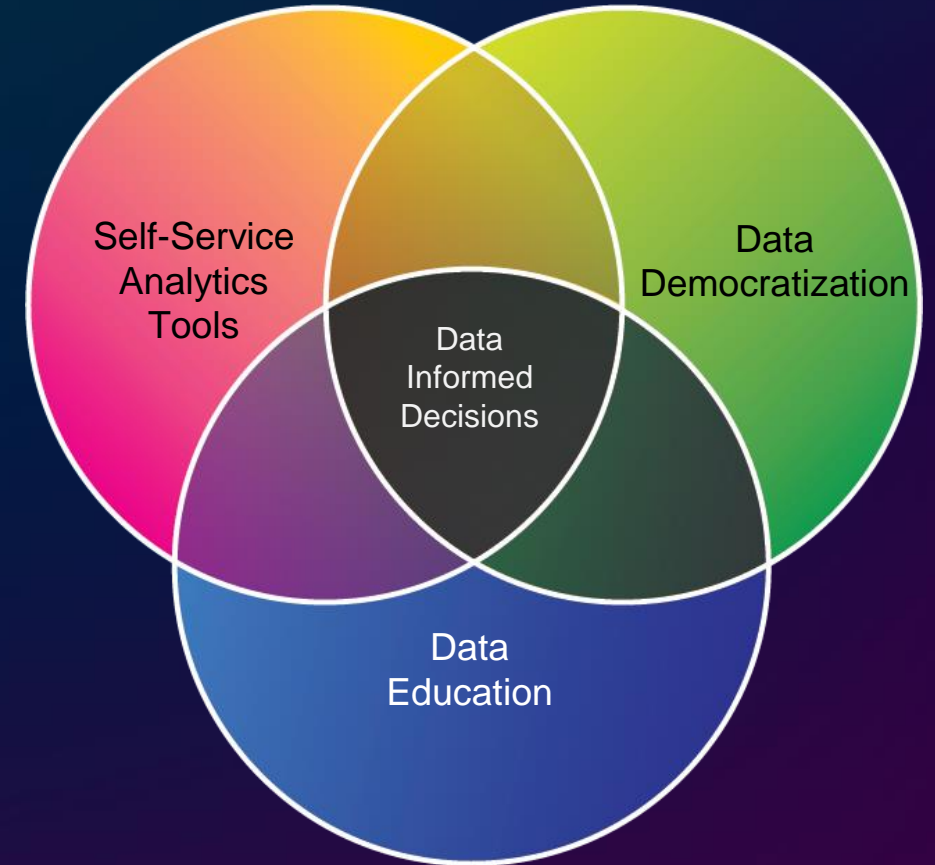 Self-Service
Analytics
Tools
Data
Democratization
Data
Informed
Decisions
Data
Education